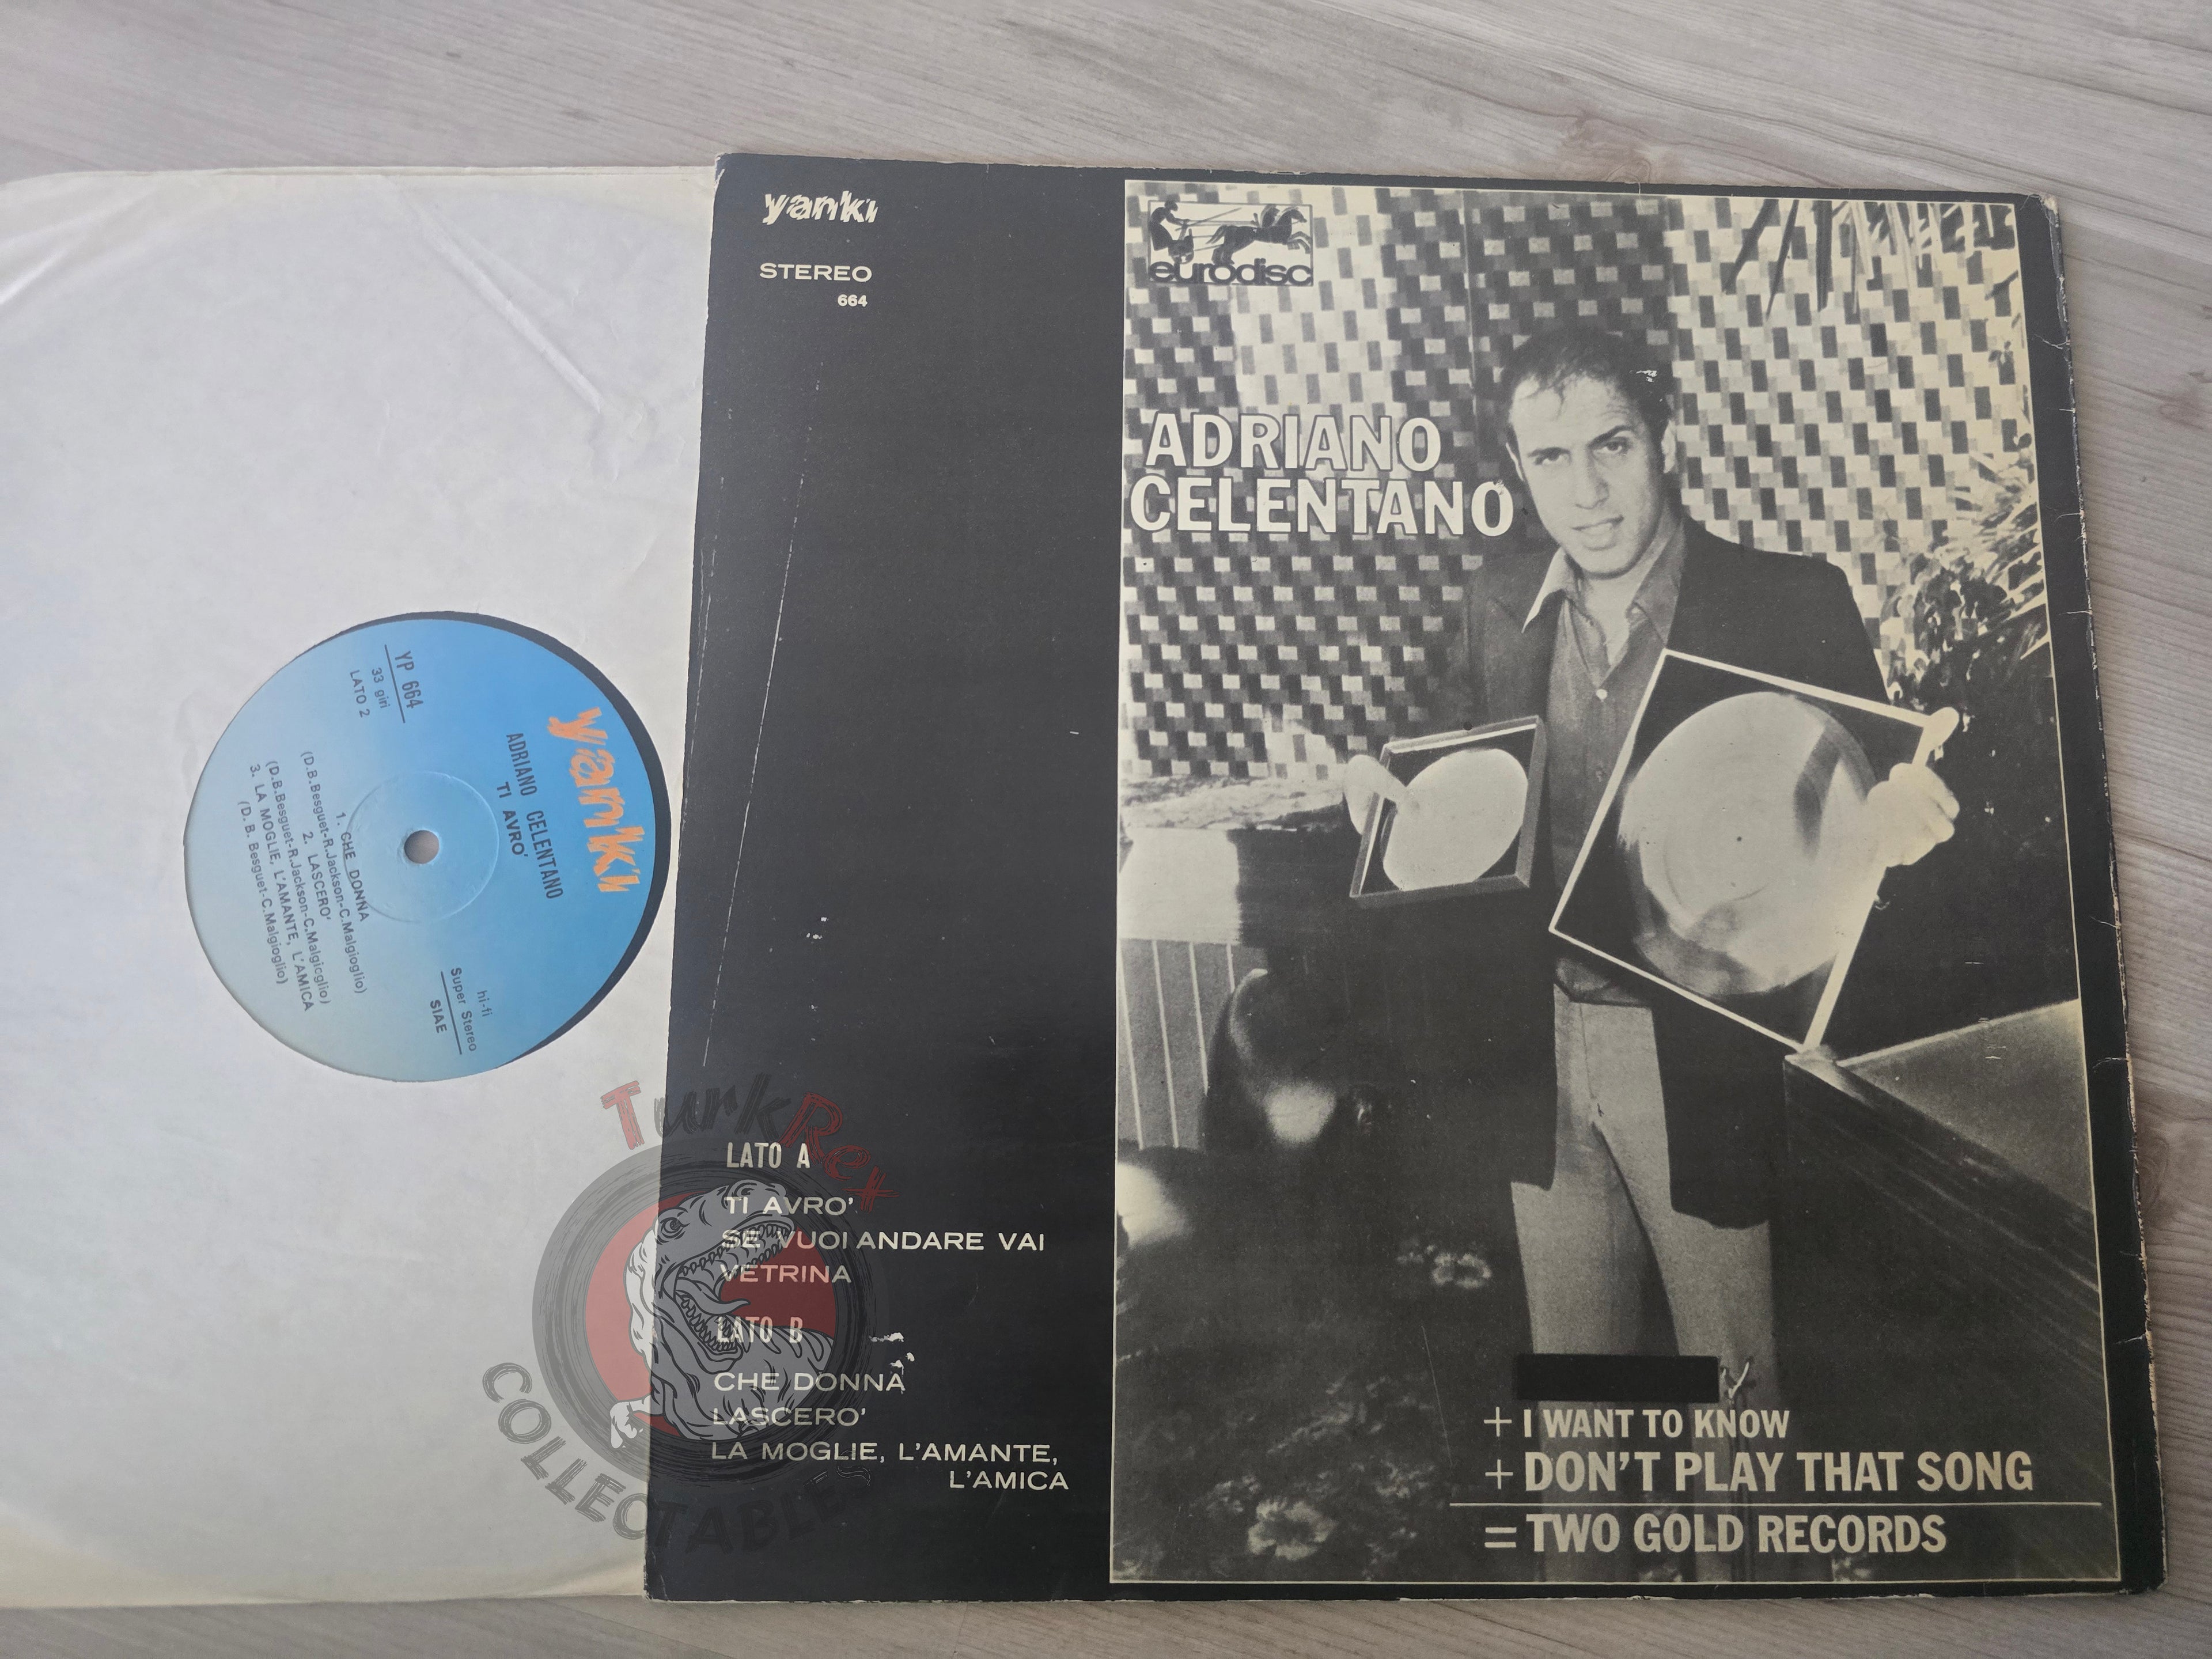 yanki
STEREO
664
eurodisc
ADRIANO
CELENTANO
LATO A
TI AVRO'
SE VUOI ANDARE VAI
VETRINA
LATO B
CHE DONNA
LASCERO'
LA MOGLIE, L'AMANTE,
L'AMICA
+ I WANT TO KNOW
+ DON'T PLAY THAT SONG
= TWO GOLD RECORDS
yanki
ADRIANO CELENTANO
TI AVRO'
YP 664
33 giri
LATO 2
hi-fi
Super Stereo
SIAE
1. CHE DONNA
(D.B.Besguet-R.Jackson-C.Malgioglio)
2. LASCERO'
(D.B.Besguet-R.Jackson-C.Malgicglio)
3. LA MOGLIE, L'AMANTE, L'AMICA
(D. B. Besguet-C.Malgioglio)
TurkRex
COLLECTABLES